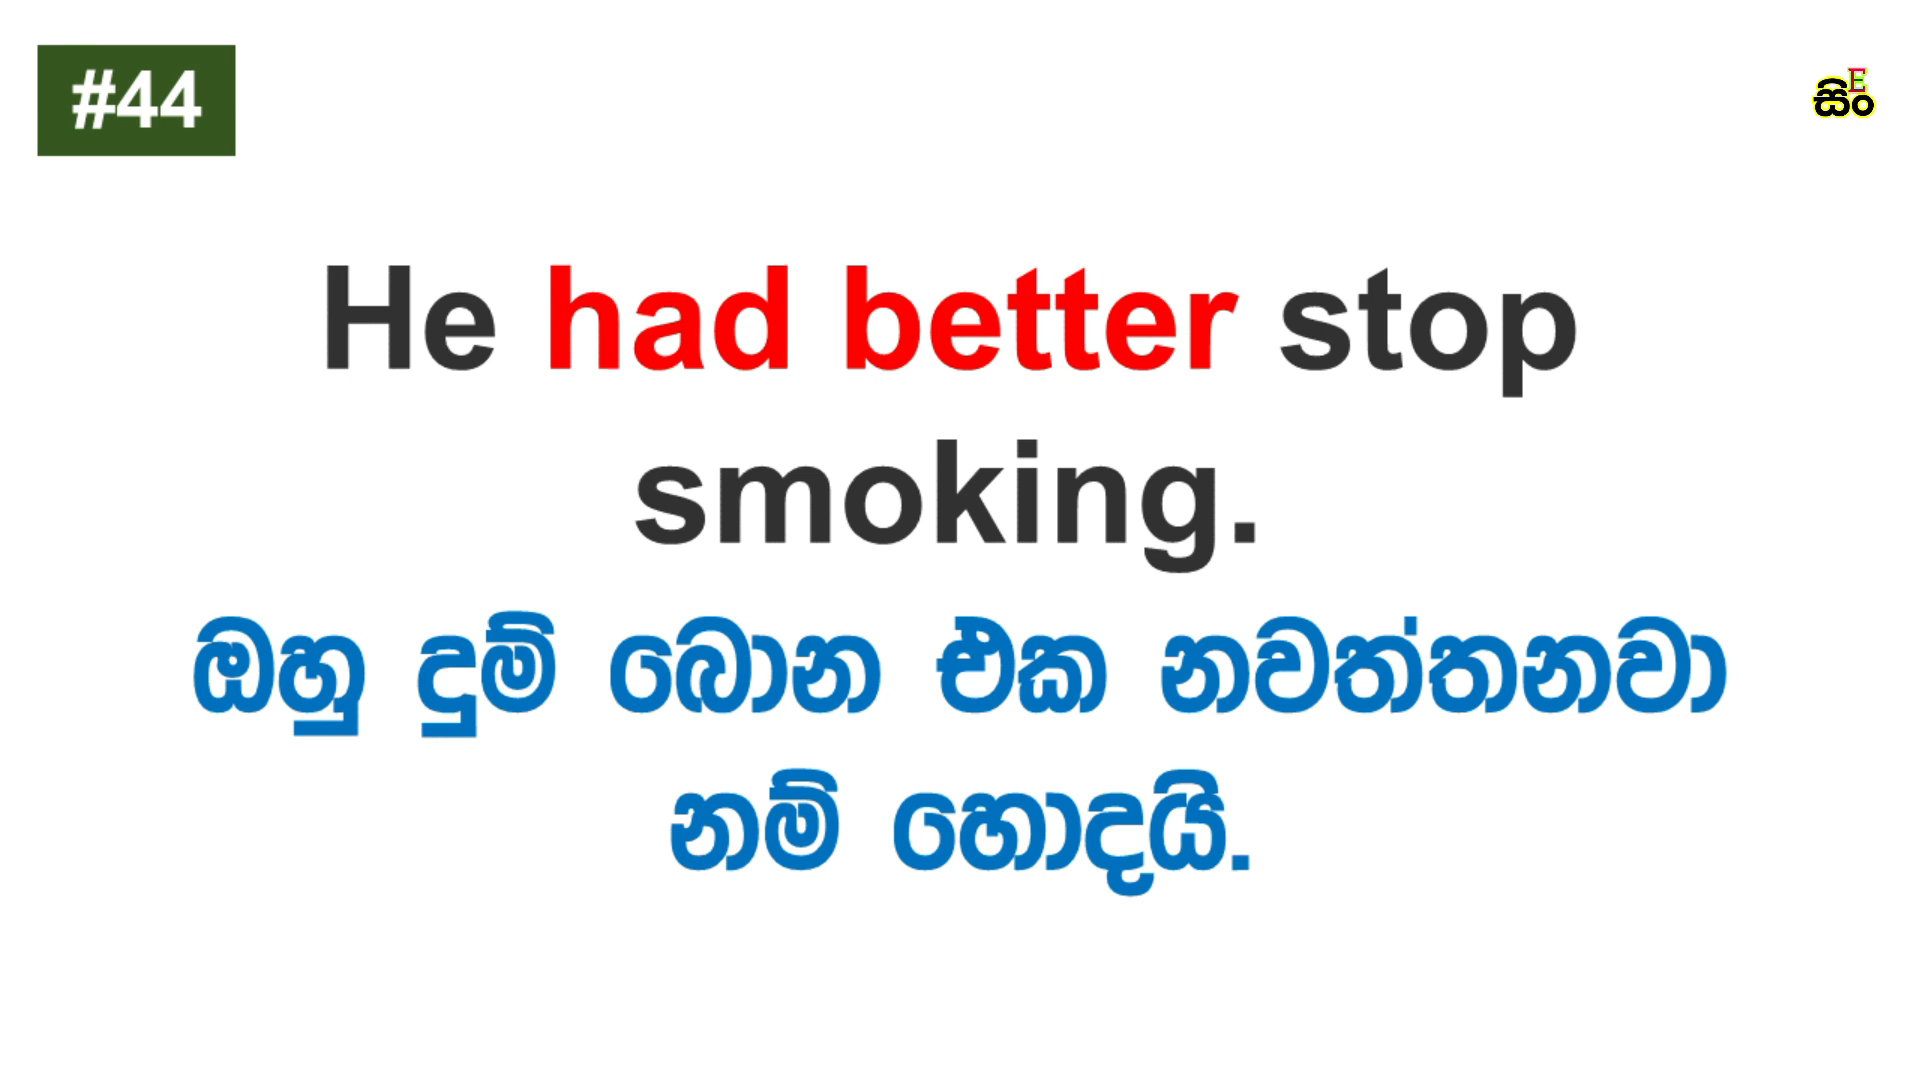 #44
සිංE
He had better stop
smoking.
ඔහු දුම් බොන එක නවත්තනවා
නම් හොදයි.